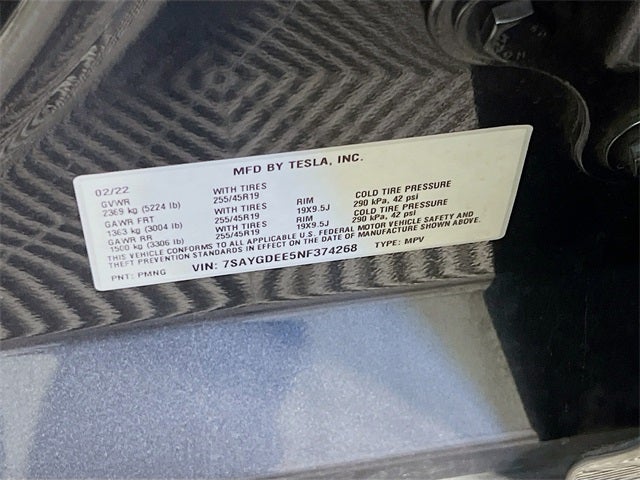 MFD BY TESLA, INC.
02/22
GVWR WITH TIRES RIM COLD TIRE PRESSURE
2369 kg (5224 lb) 255/45R19 19X9.5J 290 kPa, 42 psi
GAWR FRT WITH TIRES RIM COLD TIRE PRESSURE
1363 kg (3004 lb) 255/45R19 19X9.5J 290 kPa, 42 psi
GAWR RR WITH TIRES
1500 kg (3306 lb) 255/45R19
THIS VEHICLE CONFORMS TO ALL APPLICABLE U.S. FEDERAL MOTOR VEHICLE SAFETY AND
THEFT PREVENTION STANDARDS IN EFFECT ON THE DATE OF MANUFACTURE SHOWN ABOVE.
PNT: PMNG VIN: 7SAYGDEE5NF374268 TYPE: MPV